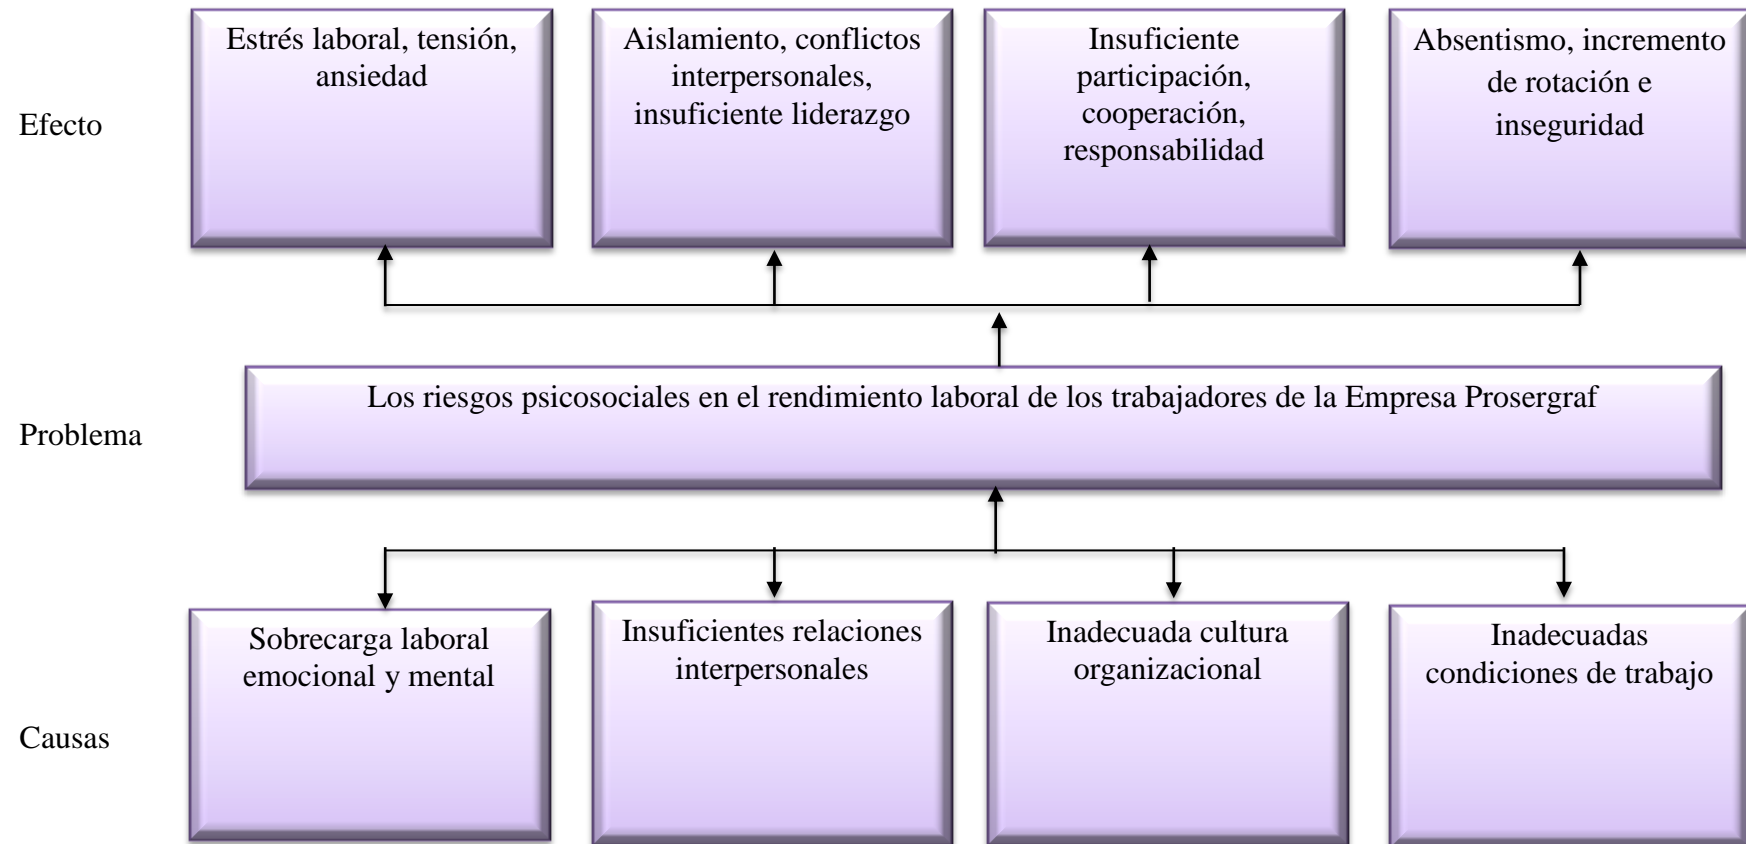 Estrés laboral, tensión,
ansiedad
Aislamiento, conflictos
interpersonales,
insuficiente liderazgo
Insuficiente
participación,
cooperación,
responsabilidad
Absentismo, incremento
de rotación e
inseguridad
Efecto
Los riesgos psicosociales en el rendimiento laboral de los trabajadores de la Empresa Prosergraf
Problema
Sobrecarga laboral
emocional y mental
Insuficientes relaciones
interpersonales
Inadecuada cultura
organizacional
Inadecuadas
condiciones de trabajo
Causas